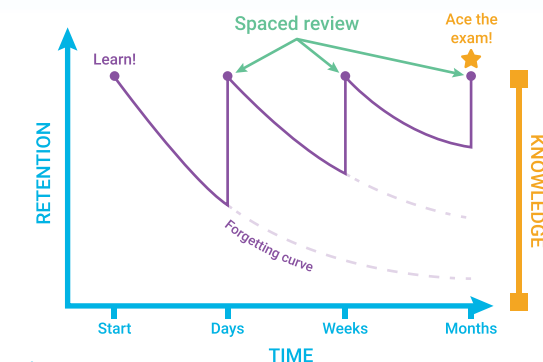 Ace the
exam!
Spaced review
Learn!
RETENTION
KNOWLEDGE
Forgetting curve
Start
Days
Weeks
Months
TIME